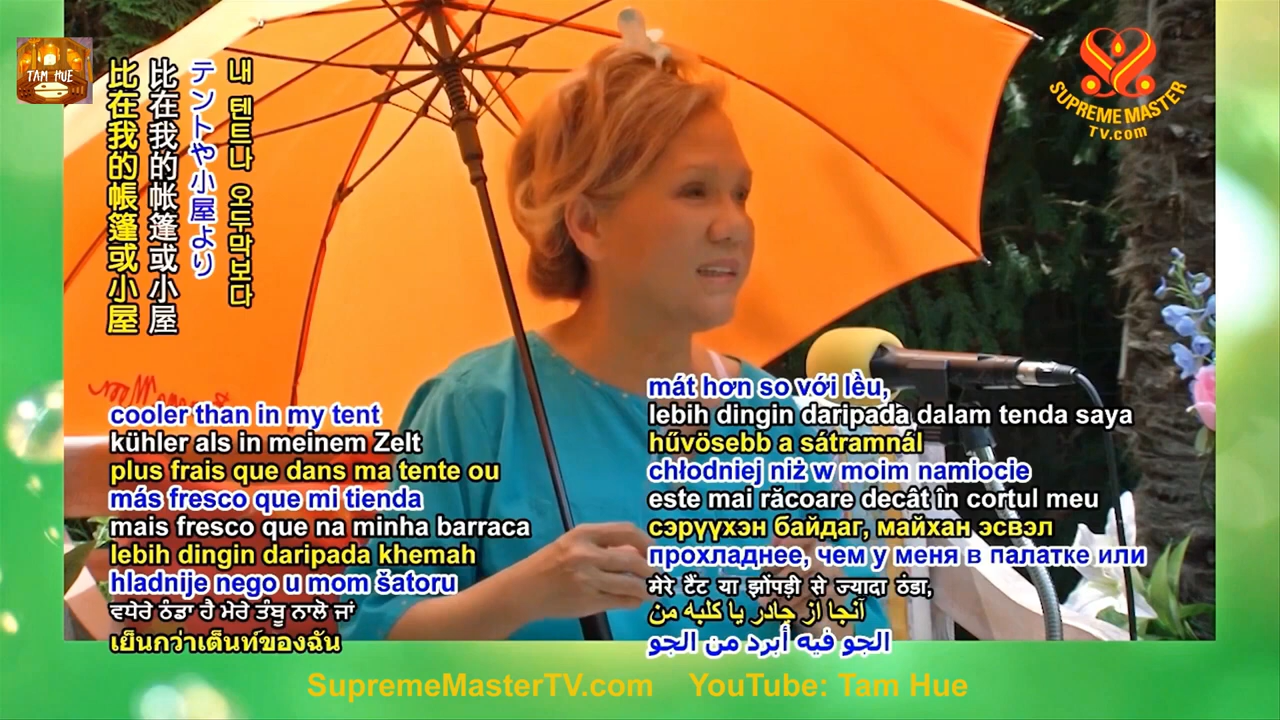 TAM HUE
SUPREME MASTER
TV.com
내 텐트나 오두막보다
テントや小屋より
比在我的帐篷或小屋
比在我的帳篷或小屋
cooler than in my tent
kühler als in meinem Zelt
plus frais que dans ma tente ou
más fresco que mi tienda
mais fresco que na minha barraca
lebih dingin daripada khemah
hladnije nego u mom šatoru
ਵਧੇਰੇ ਠੰਡਾ ਹੈ ਮੇਰੇ ਤੰਬੂ ਨਾਲੋ ਜਾਂ
เย็นกว่าเต็นท์ของฉัน
mát hơn so với lều,
lebih dingin daripada dalam tenda saya
hűvösebb a sátramnál
chłodniej niż w moim namiocie
este mai răcoare decât în cortul meu
сэрүүхэн байдаг, майхан эсвэл
прохладнее, чем у меня в палатке или
मेरे टैंट या झोंपड़ी से ज्यादा ठंडा,
آنجا از چادر یا کلبه من
الجو فيه أبرد من الجو
SupremeMasterTV.com YouTube: Tam Hue